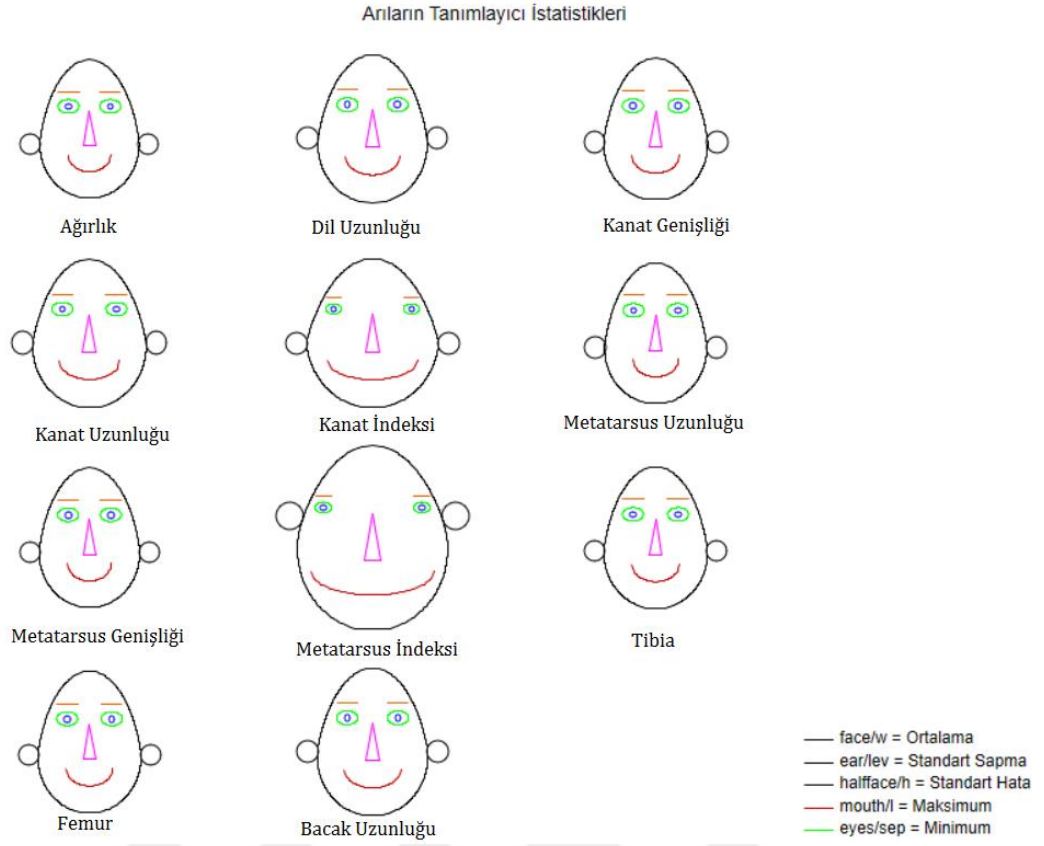 Arıların Tanımlayıcı İstatistikleri
Ağırlık
Dil Uzunluğu
Kanat Genişliği
Kanat Uzunluğu
Kanat İndeksi
Metatarsus Uzunluğu
Metatarsus Genişliği
Metatarsus İndeksi
Tibia
Femur
Bacak Uzunluğu
face/w = Ortalama
ear/lev = Standart Sapma
halfface/h = Standart Hata
mouth/l = Maksimum
eyes/sep = Minimum